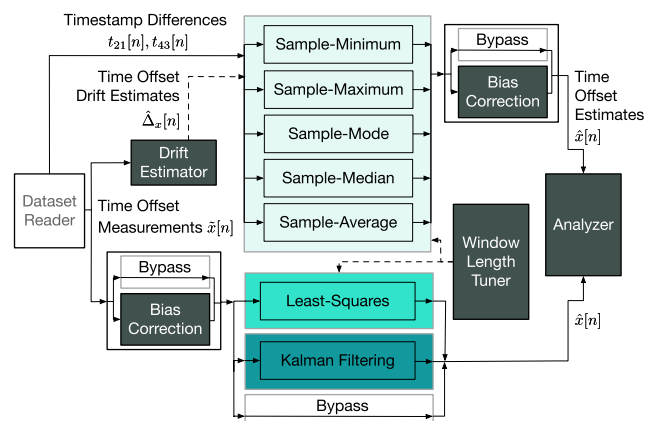 Timestamp Differences
t₂₁[n], t₄₃[n]
Time Offset
Drift Estimates
Δ̂ₓ[n]
Drift
Estimator
Dataset
Reader
Time Offset
Measurements x̃[n]
Bypass
Bias
Correction
Sample-Minimum
Sample-Maximum
Sample-Mode
Sample-Median
Sample-Average
Bypass
Bias
Correction
Time
Offset
Estimates
x̂[n]
Analyzer
Window
Length
Tuner
Least-Squares
Kalman Filtering
Bypass
x̂[n]